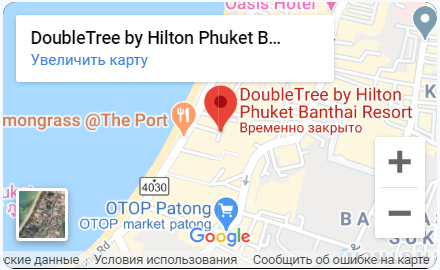 Oasis Hotel
DoubleTree by Hilton Phuket B...
Увеличить карту
DoubleTree by Hilton
Phuket Banthai Resort
Временно закрыто
mongrass @The Port
4030
Rd
OTOP Patong
OTOP market patong
Google
ские данные
Условия использования
Сообщить об ошибке на карте